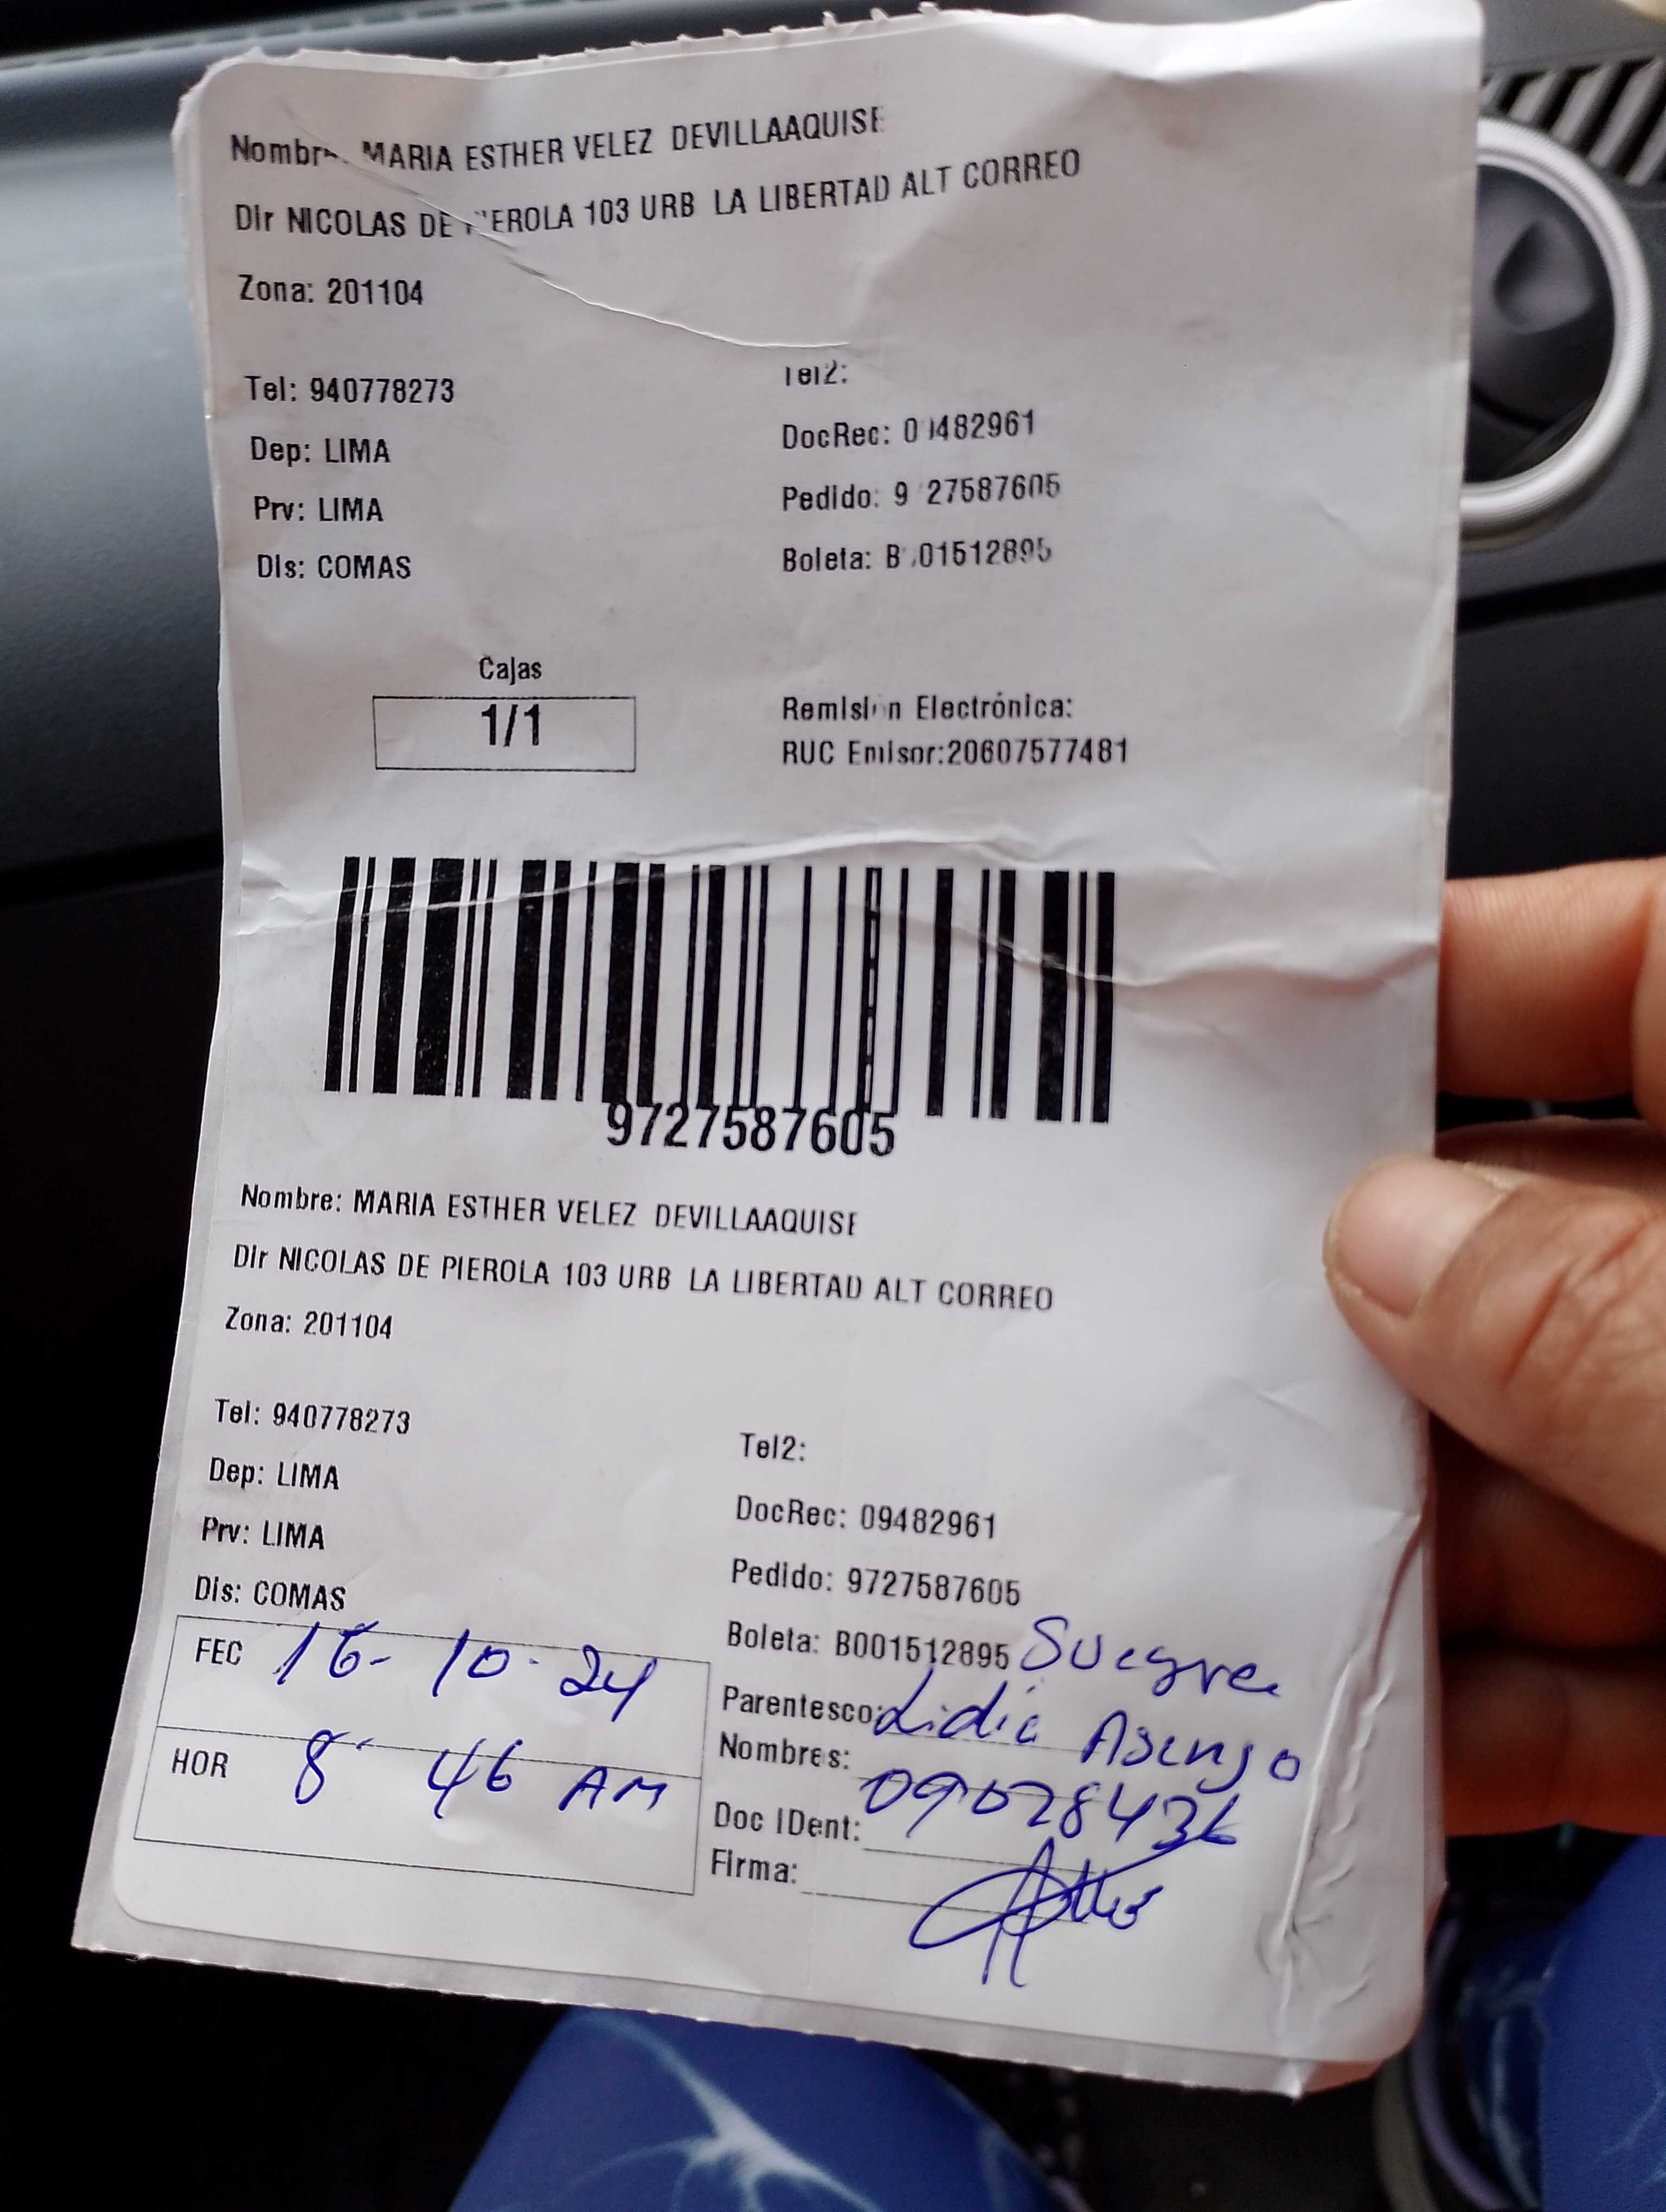 MARIA ESTHER VELEZ DEVILLAAQUISE
Dir NICOLAS DE PIEROLA 103 URB LA LIBERTAD ALT CORREO
Zona: 201104
Tel: 940778273
Tel2:
Dep: LIMA
DocRec:
Prv: LIMA
Pedido:
Dis: COMAS
Boleta:
Cajas
1/1
Remisión Electrónica:
RUC Emisor:20607577481
9727587605
Nombre: MARIA ESTHER VELEZ DEVILLAAQUISE
Dir NICOLAS DE PIEROLA 103 URB LA LIBERTAD ALT CORREO
Zona: 201104
Tel: 940778273
Tel2:
Dep: LIMA
DocRec: 09482961
Prv: LIMA
Pedido: 9727587605
Dis: COMAS
Boleta: B001512895 Suegra
FEC 16-10-24
Parentesco: Lidia Asenjo
Nombres:
HOR 8:46 AM
09028436
Doc IDent:
Firma: